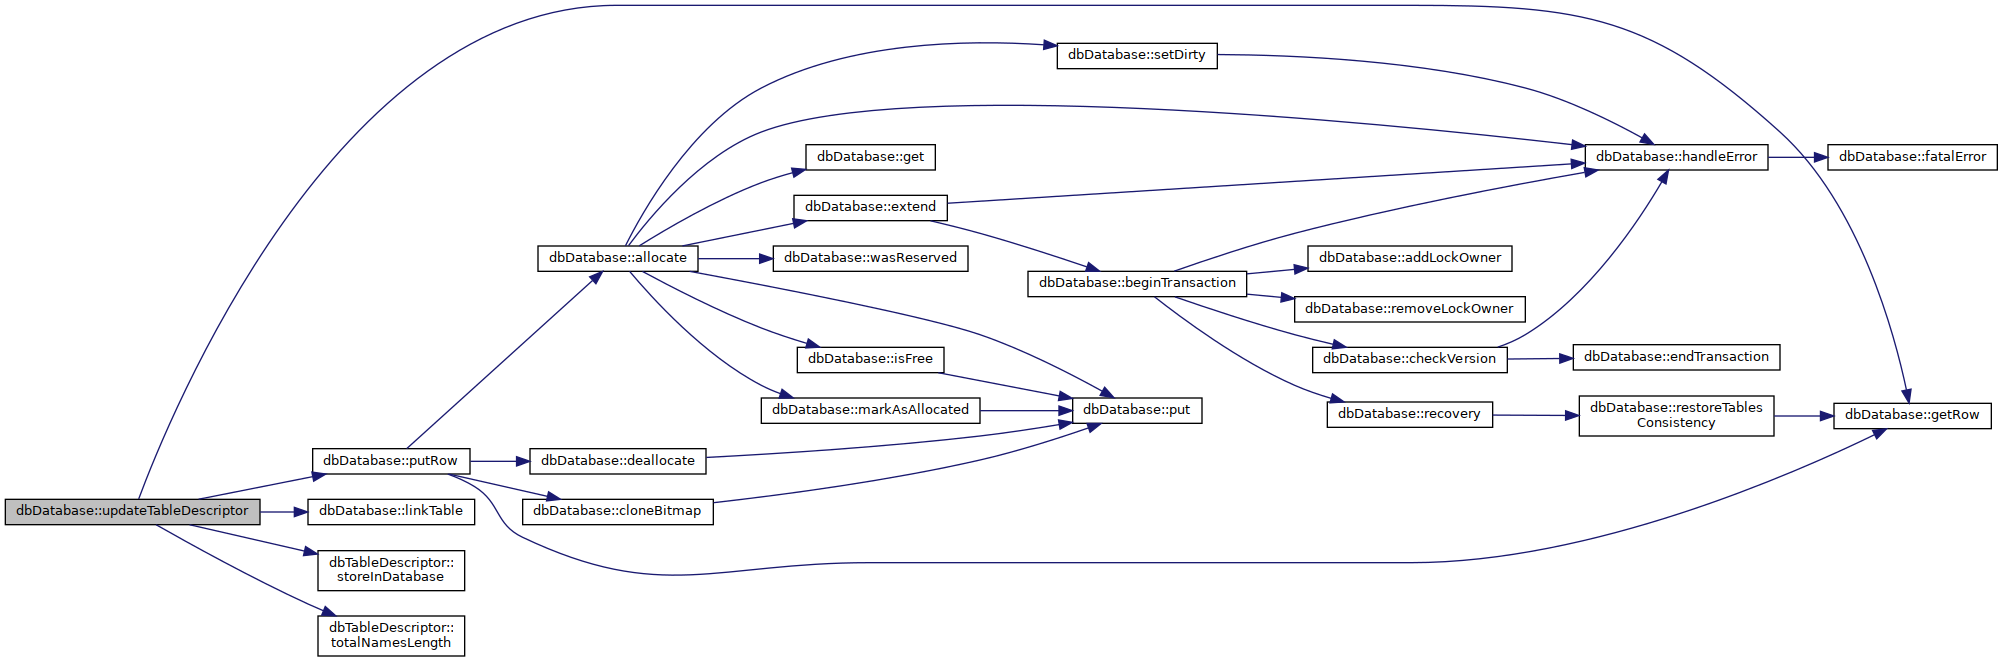 dbDatabase::setDirty
dbDatabase::get
dbDatabase::handleError
dbDatabase::fatalError
dbDatabase::extend
dbDatabase::allocate
dbDatabase::wasReserved
dbDatabase::addLockOwner
dbDatabase::beginTransaction
dbDatabase::removeLockOwner
dbDatabase::isFree
dbDatabase::checkVersion
dbDatabase::endTransaction
dbDatabase::markAsAllocated
dbDatabase::put
dbDatabase::recovery
dbDatabase::restoreTables
Consistency
dbDatabase::getRow
dbDatabase::putRow
dbDatabase::deallocate
dbDatabase::updateTableDescriptor
dbDatabase::linkTable
dbDatabase::cloneBitmap
dbTableDescriptor::
storeInDatabase
dbTableDescriptor::
totalNamesLength